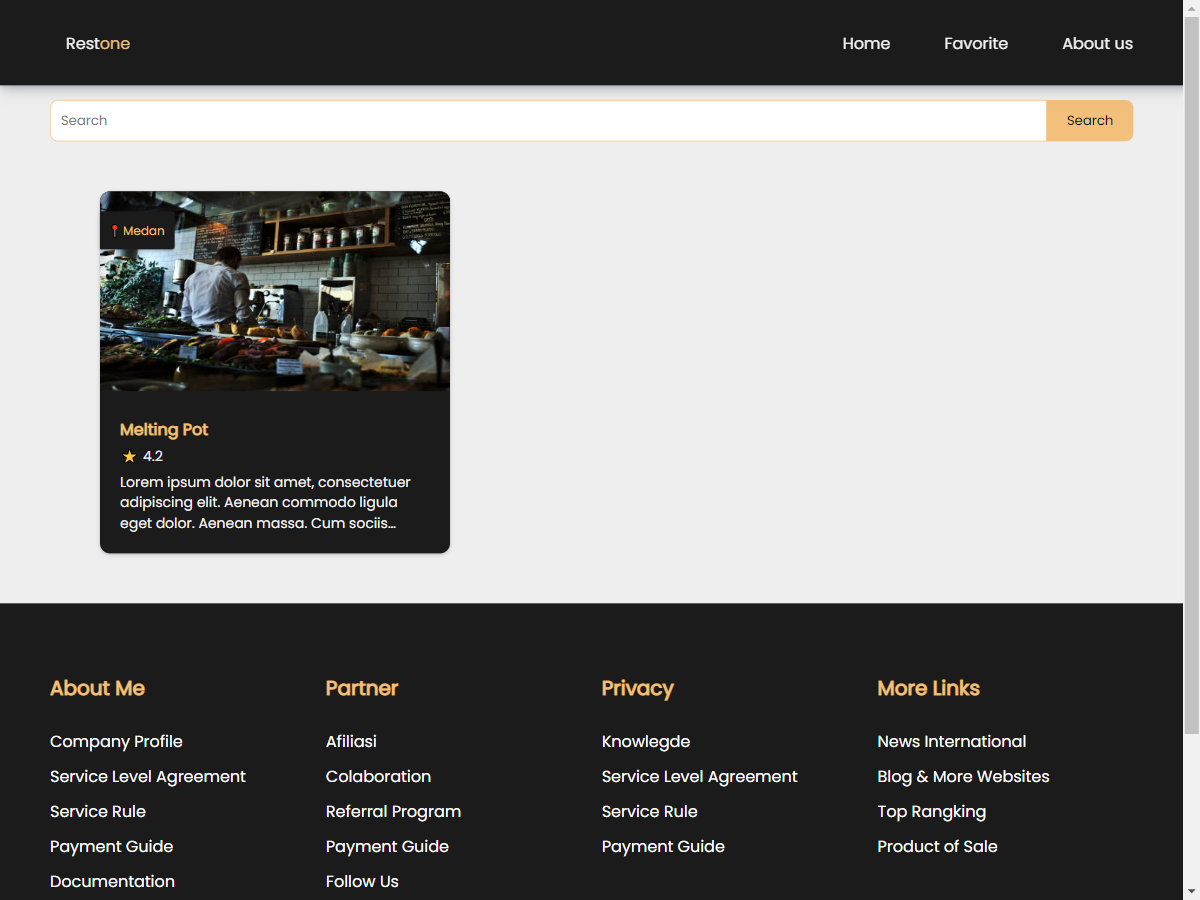 Restone
Home
Favorite
About us
Search
Search
Medan
Melting Pot
4.2
Lorem ipsum dolor sit amet, consectetuer
adipiscing elit. Aenean commodo ligula
eget dolor. Aenean massa. Cum sociis...
About Me
Company Profile
Service Level Agreement
Service Rule
Payment Guide
Documentation
Partner
Afiliasi
Colaboration
Referral Program
Payment Guide
Follow Us
Privacy
Knowlegde
Service Level Agreement
Service Rule
Payment Guide
More Links
News International
Blog & More Websites
Top Rangking
Product of Sale